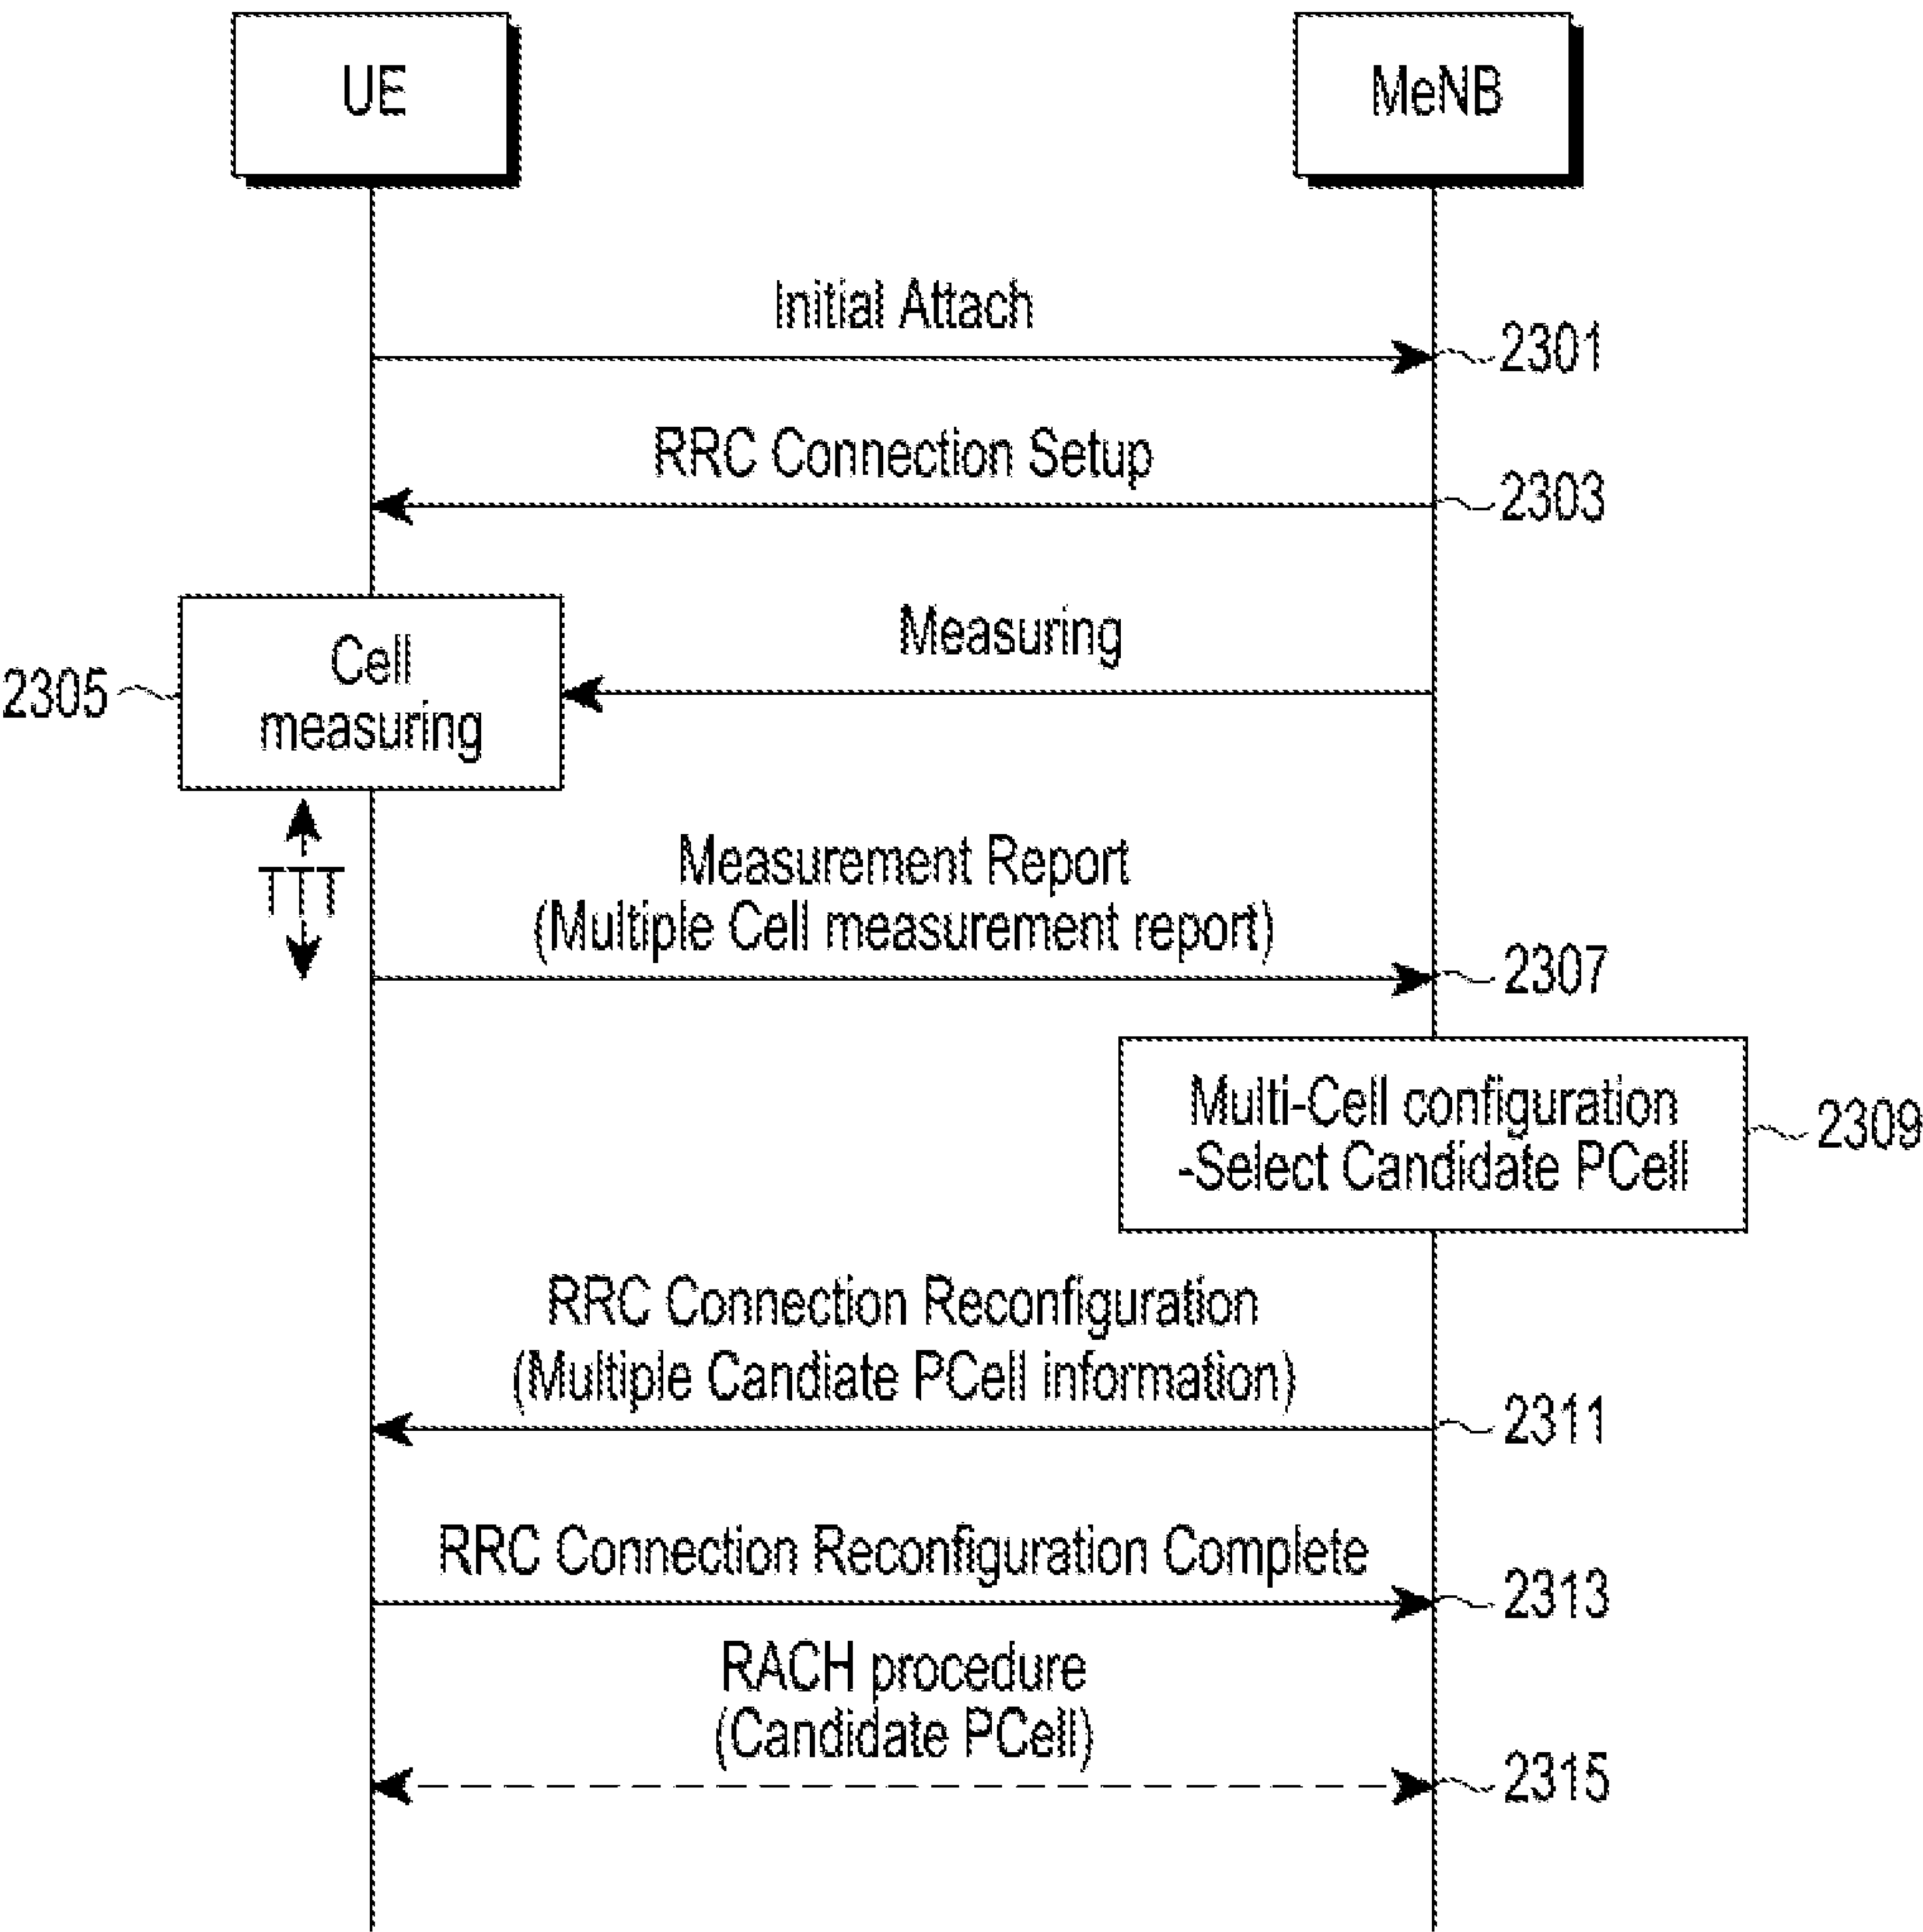 UE
MeNB
Initial Attach
2301
RRC Connection Setup
2303
Measuring
Cell
measuring
2305
TTT
Measurement Report
(Multiple Cell measurement report)
2307
Multi-Cell configuration
-Select Candidate PCell
2309
RRC Connection Reconfiguration
(Multiple Candiate PCell information)
2311
RRC Connection Reconfiguration Complete
2313
RACH procedure
(Candidate PCell)
2315